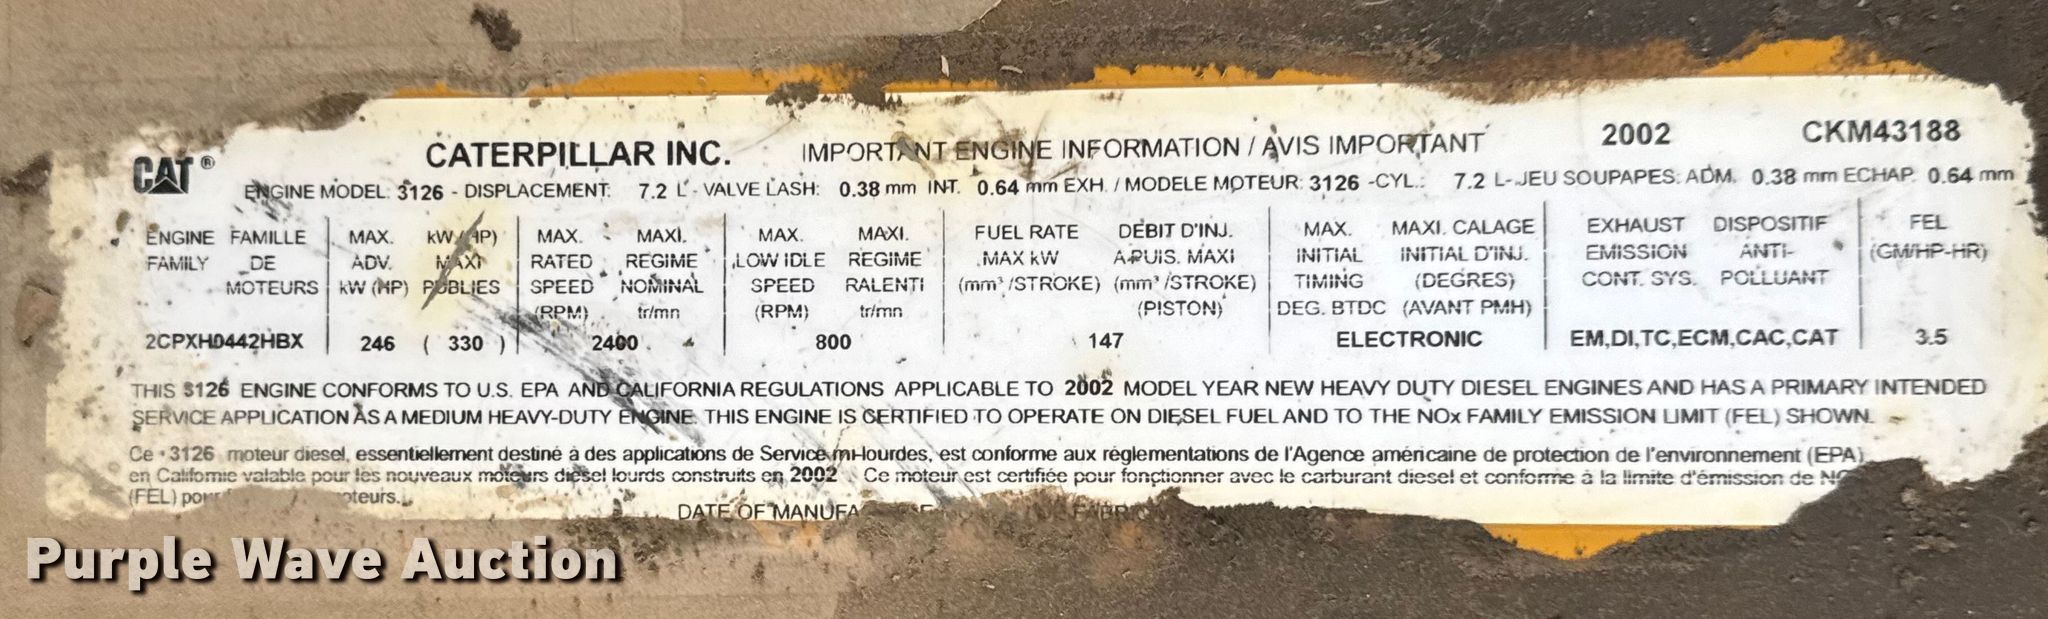 CAT ® CATERPILLAR INC. IMPORTANT ENGINE INFORMATION / AVIS IMPORTANT 2002 CKM43188
ENGINE MODEL: 3126 - DISPLACEMENT: 7.2 L - VALVE LASH: 0.38 mm INT. 0.64 mm EXH. / MODELE MOTEUR: 3126 -CYL.: 7.2 L-JEU SOUPAPES: ADM. 0.38 mm ECHAP. 0.64 mm
ENGINE FAMILLE MAX. kW (HP) MAX. MAXI. MAX. MAXI. FUEL RATE DEBIT D'INJ. MAX. MAXI. CALAGE EXHAUST DISPOSITIF FEL
FAMILY DE ADV. MAXI RATED REGIME LOW IDLE REGIME MAX kW A PUIS. MAXI INITIAL INITIAL D'INJ. EMISSION ANTI- (GM/HP-HR)
MOTEURS kW (HP) PUBLIES SPEED NOMINAL SPEED RALENTI (mm³/STROKE) (mm³/STROKE) TIMING (DEGRES) CONT. SYS. POLLUANT
(RPM) tr/mn (RPM) tr/mn (PISTON) DEG. BTDC (AVANT PMH)
2CPXH0442HBX 246 ( 330 ) 2400 800 147 ELECTRONIC EM,DI,TC,ECM,CAC,CAT 3.5
THIS 3126 ENGINE CONFORMS TO U.S. EPA AND CALIFORNIA REGULATIONS APPLICABLE TO 2002 MODEL YEAR NEW HEAVY DUTY DIESEL ENGINES AND HAS A PRIMARY INTENDED
SERVICE APPLICATION AS A MEDIUM HEAVY-DUTY ENGINE. THIS ENGINE IS CERTIFIED TO OPERATE ON DIESEL FUEL AND TO THE NOx FAMILY EMISSION LIMIT (FEL) SHOWN.
Ce 3126 moteur diesel, essentiellement destiné à des applications de Service mi-lourdes, est conforme aux réglementations de l'Agence américaine de protection de l'environnement (EPA)
en Californie valable pour les nouveaux moteurs diesel lourds construits en 2002 Ce moteur est certifiée pour fonctionner avec le carburant diesel et conforme à la limite d'émission de
(FEL) pour
DATE OF
Purple Wave Auction